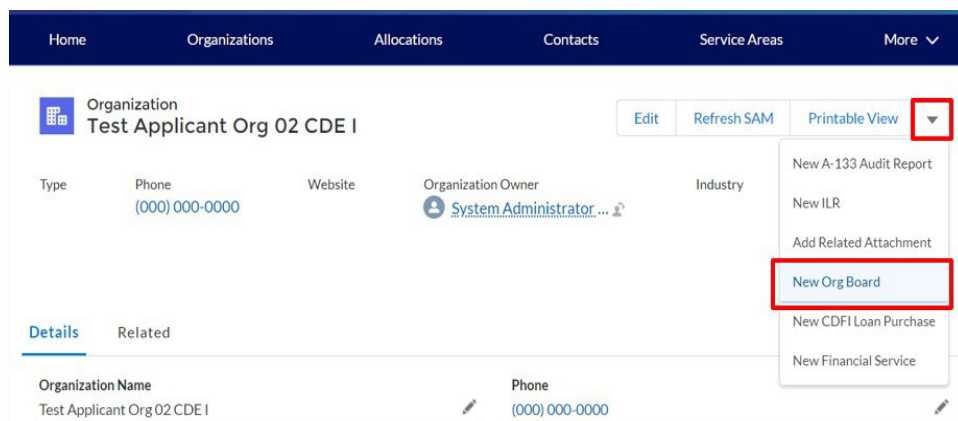 Home Organizations Allocations Contacts Service Areas More
Organization
Test Applicant Org 02 CDE I
Edit Refresh SAM Printable View
New A-133 Audit Report
New ILR
Add Related Attachment
New Org Board
New CDFI Loan Purchase
New Financial Service
Type Phone Website Organization Owner Industry
(000) 000-0000 System Administrator ...
Details Related
Organization Name Phone
Test Applicant Org 02 CDE I (000) 000-0000